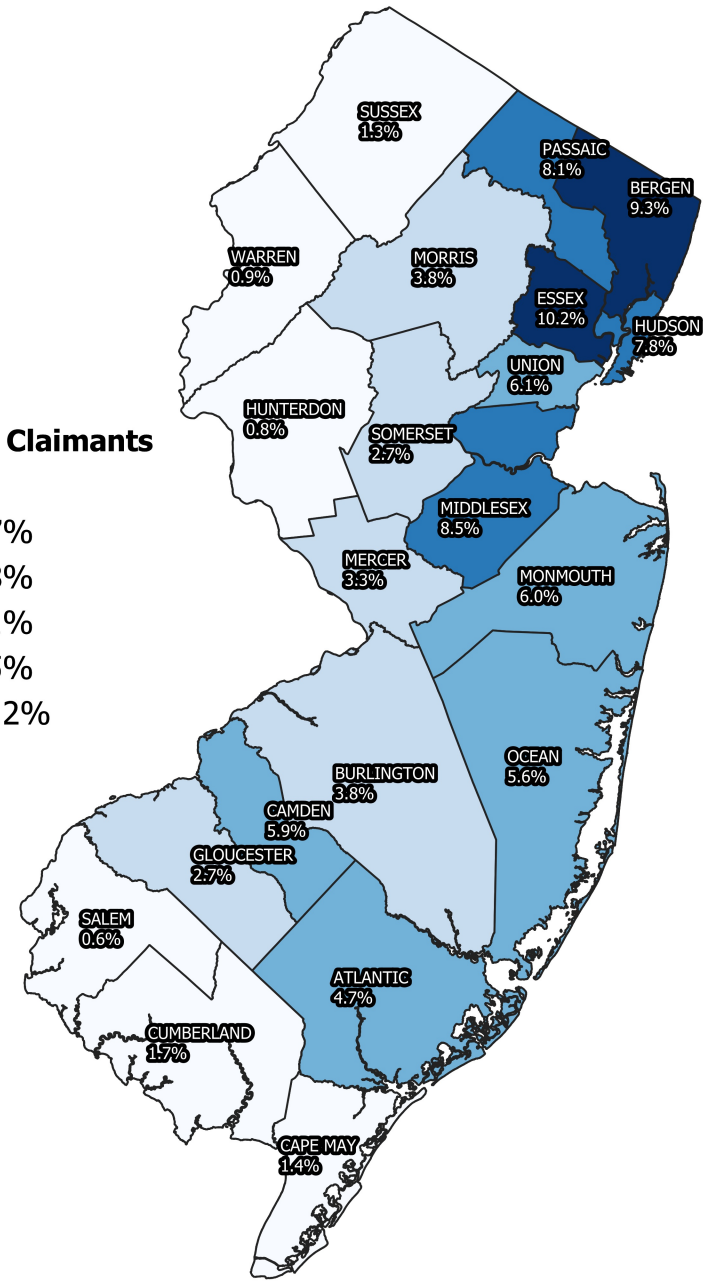 SUSSEX
1.3%
PASSAIC
8.1%
BERGEN
9.3%
WARREN
0.9%
MORRIS
3.8%
ESSEX
10.2%
HUDSON
7.8%
UNION
6.1%
HUNTERDON
0.8%
SOMERSET
2.7%
Claimants
MIDDLESEX
8.5%
MERCER
3.3%
MONMOUTH
6.0%
%
%
%
%
2%
OCEAN
5.6%
BURLINGTON
3.8%
CAMDEN
5.9%
GLOUCESTER
2.7%
SALEM
0.6%
ATLANTIC
4.7%
CUMBERLAND
1.7%
CAPE MAY
1.4%